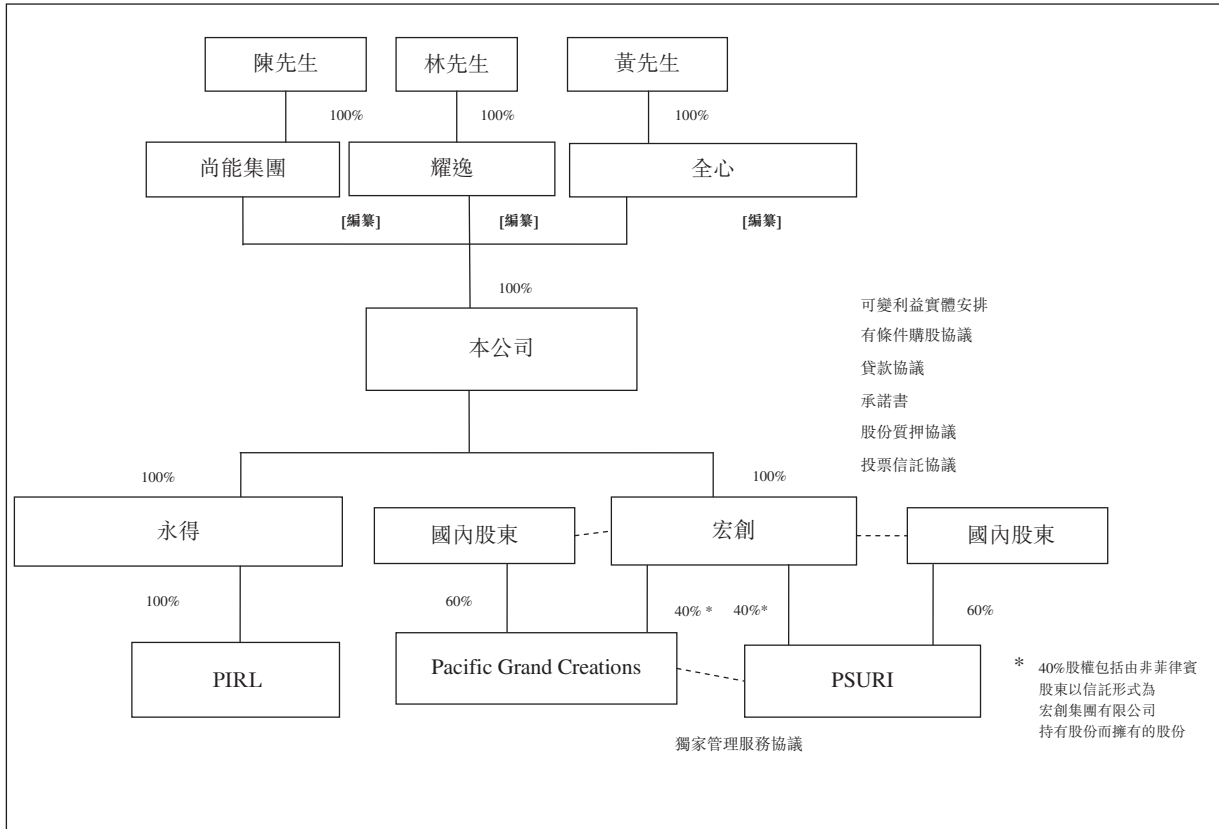 陳先生
林先生
黃先生
100%
100%
100%
尚能集團
耀逸
全心
[編纂]
[編纂]
[編纂]
100%
本公司
可變利益實體安排
有條件購股協議
貸款協議
承諾書
股份質押協議
投票信託協議
100%
100%
永得
國內股東
宏創
國內股東
100%
60%
40% *
40%*
60%
PIRL
Pacific Grand Creations
PSURI
* 40%股權包括由非菲律賓
股東以信託形式為
宏創集團有限公司
持有股份而擁有的股份
獨家管理服務協議